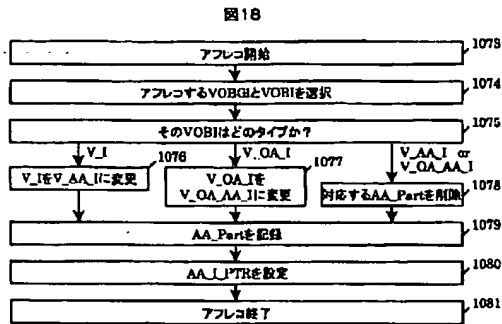 図18
アフレコ開始
1073
アフレコするVOBGIとVOBIを選択
1074
そのVOBIはどのタイプか？
1075
V_I
V_OA_I
V_AA_I or
V_OA_AA_I
V_IをV_AA_Iに変更
1076
V_OA_Iを
V_OA_AA_Iに変更
1077
対応するAA_Partを削除
1078
AA_Partを記録
1079
AA_I_PTRを設定
1080
アフレコ終了
1081